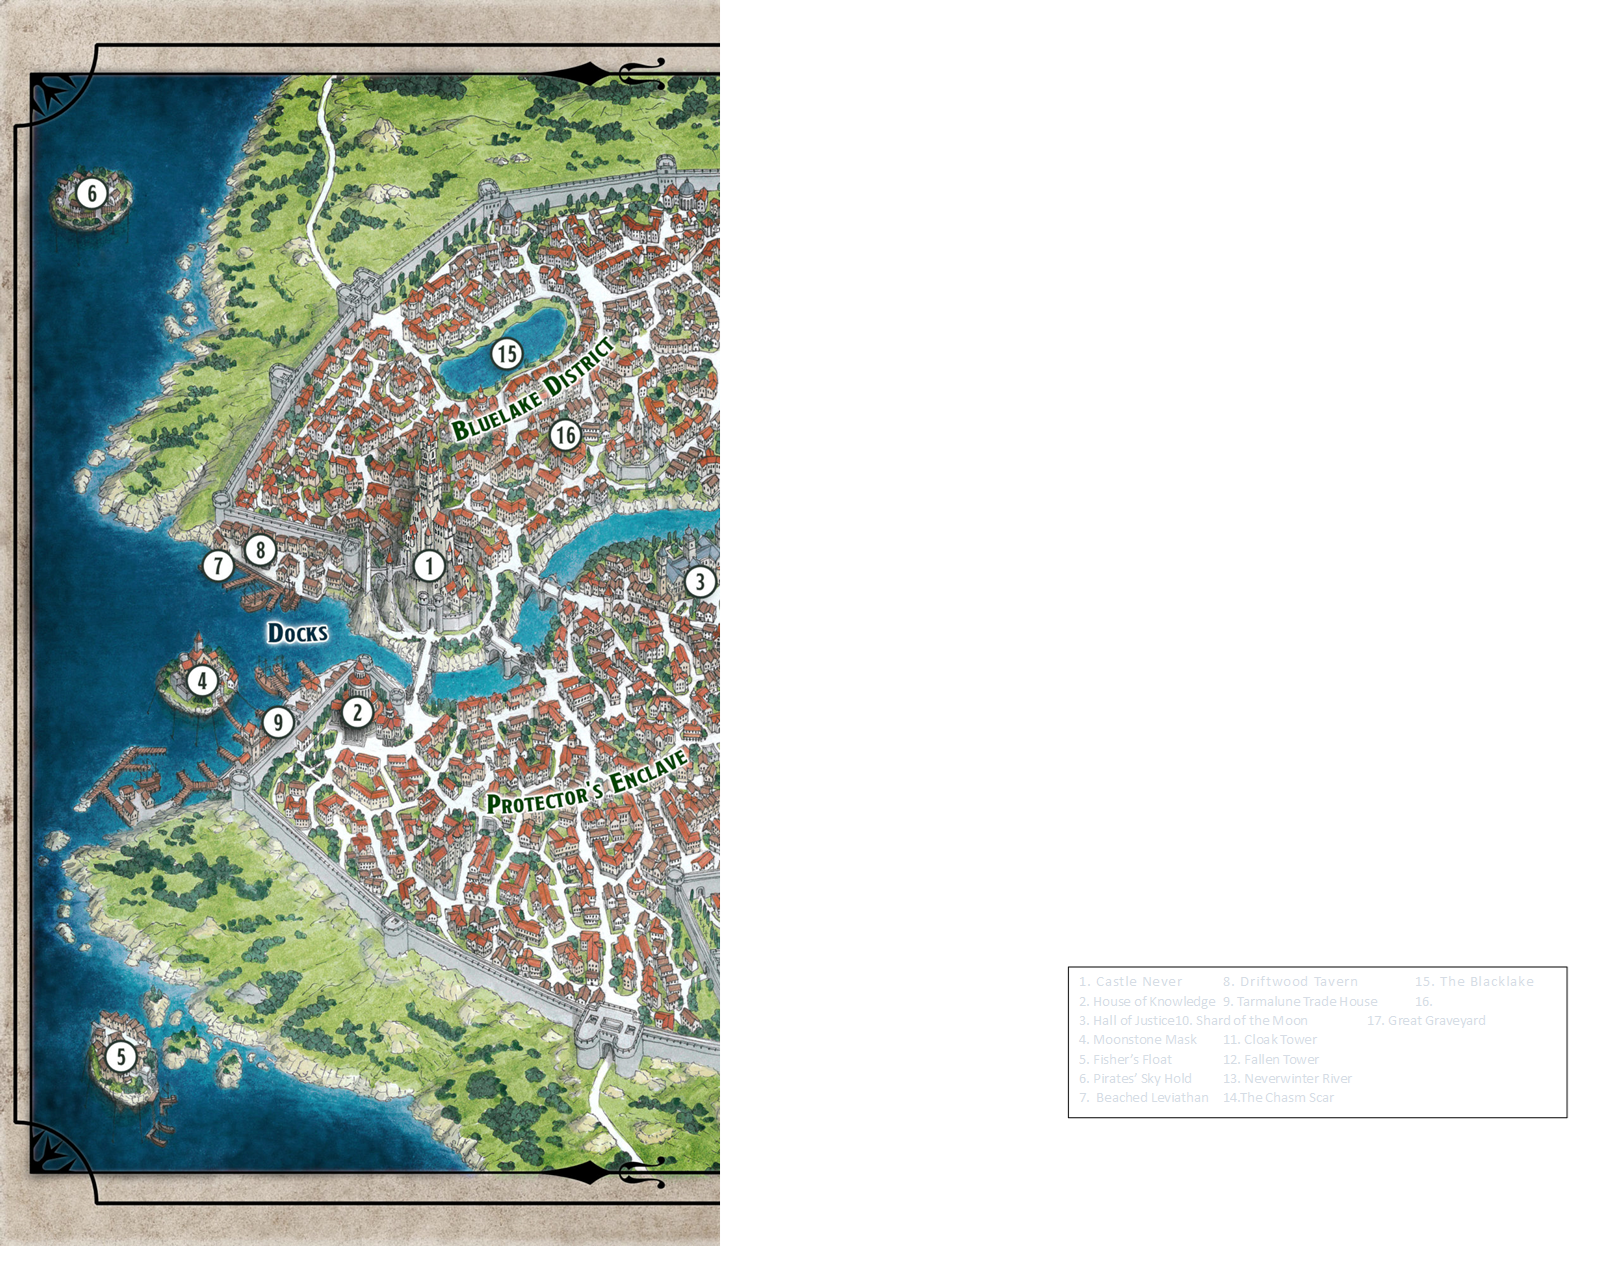 6
15
BLUELAKE DISTRICT
16
8
7
1
3
DOCKS
4
2
9
PROTECTOR'S ENCLAVE
5
1. Castle Never 8. Driftwood Tavern 15. The Blacklake
2. House of Knowledge 9. Tarmalune Trade House 16.
3. Hall of Justice10. Shard of the Moon 17. Great Graveyard
4. Moonstone Mask 11. Cloak Tower
5. Fisher’s Float 12. Fallen Tower
6. Pirates’ Sky Hold 13. Neverwinter River
7. Beached Leviathan 14.The Chasm Scar